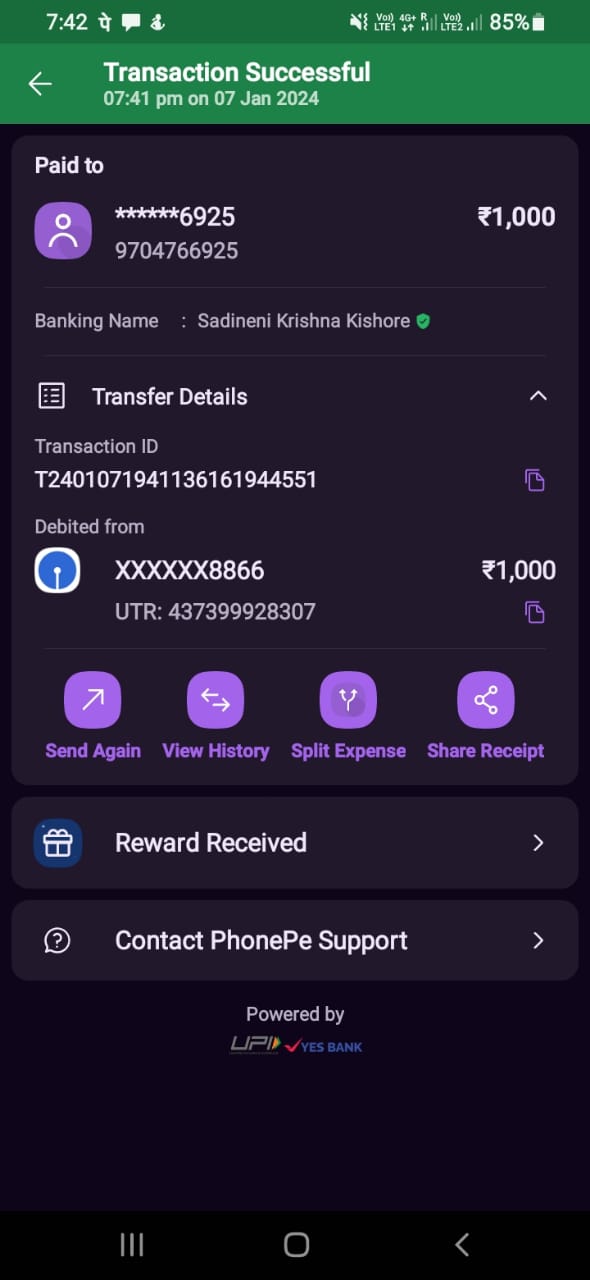 7:42 पे
Vo) 4G+ R Vo)
LTE1 LTE2 85%
Transaction Successful
07:41 pm on 07 Jan 2024
Paid to
******6925 ₹1,000
9704766925
Banking Name : Sadineni Krishna Kishore
Transfer Details
Transaction ID
T2401071941136161944551
Debited from
XXXXXX8866 ₹1,000
UTR: 437399928307
Send Again View History Split Expense Share Receipt
Reward Received
Contact PhonePe Support
Powered by
UPI YES BANK